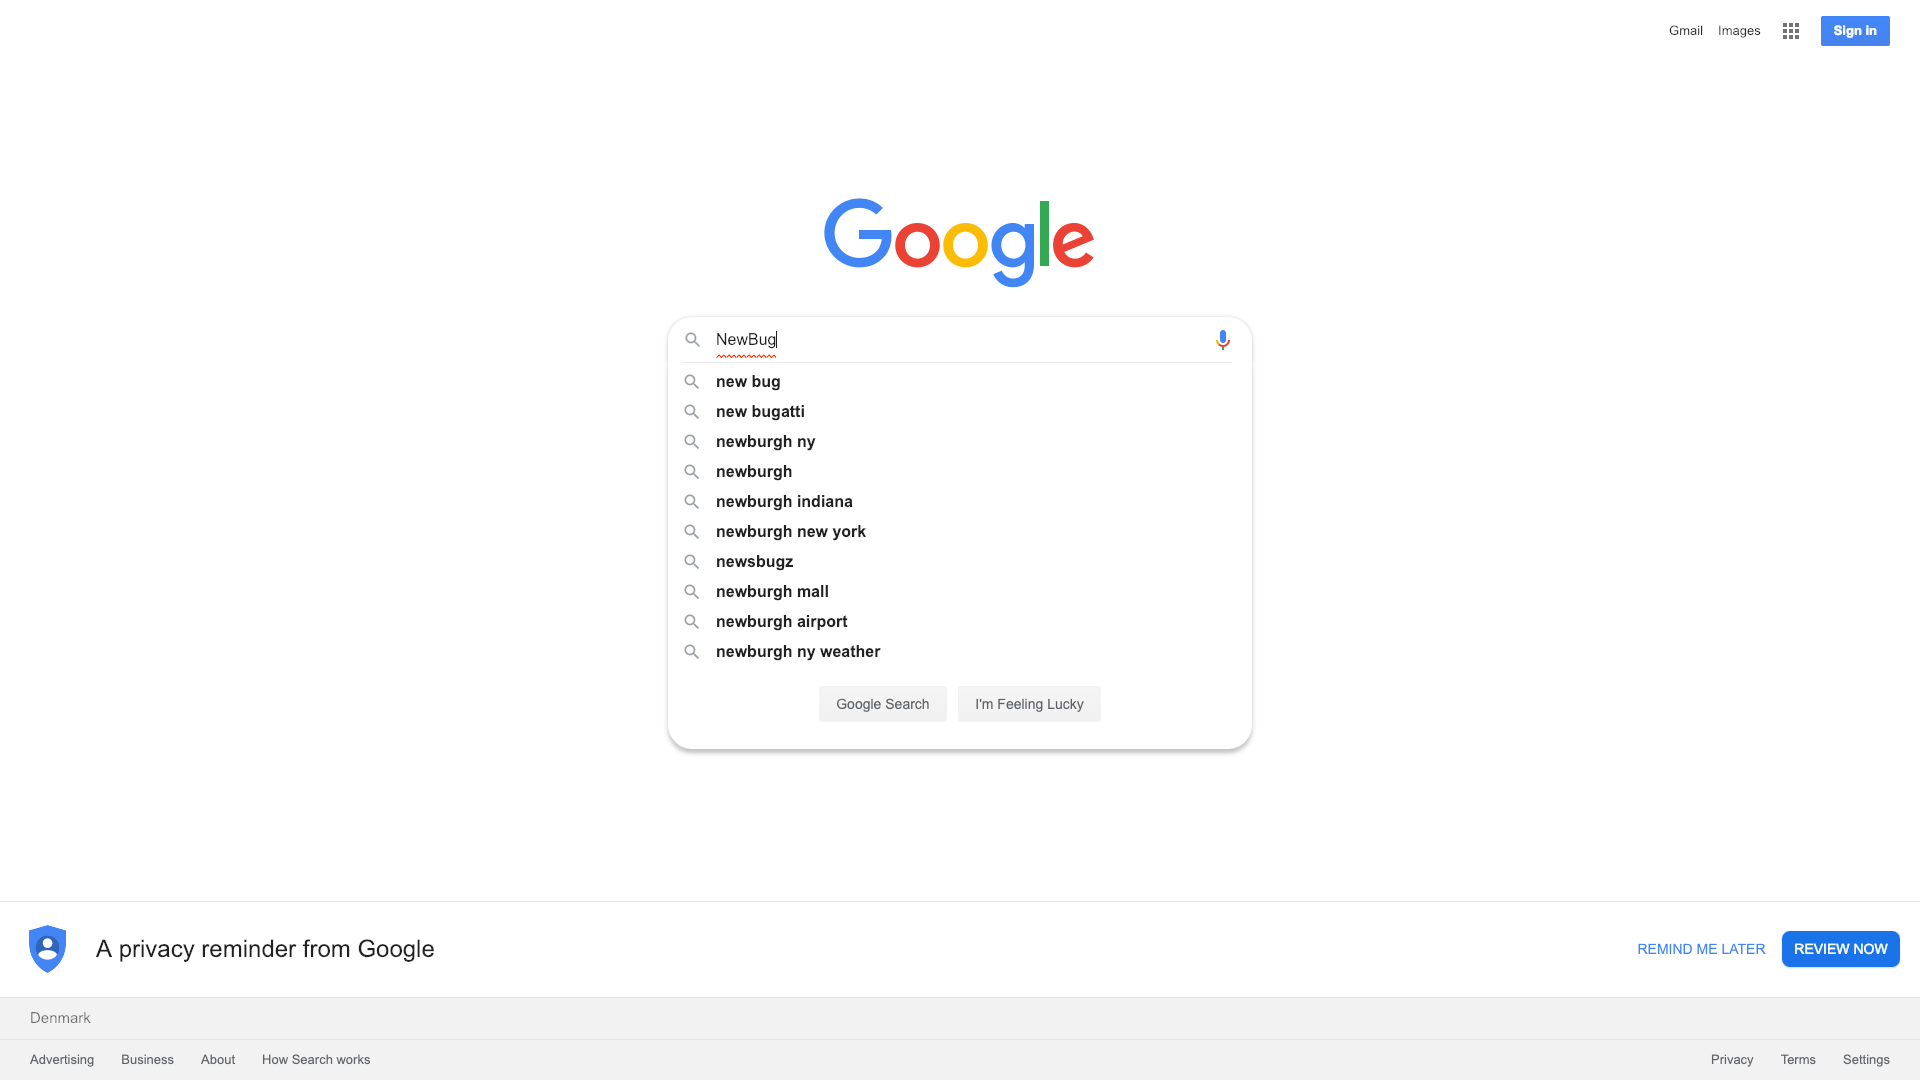 Gmail Images Sign in
Google
NewBug
new bug
new bugatti
newburgh ny
newburgh
newburgh indiana
newburgh new york
newsbugz
newburgh mall
newburgh airport
newburgh ny weather
Google Search I'm Feeling Lucky
A privacy reminder from Google REMIND ME LATER REVIEW NOW
Denmark
Advertising Business About How Search works Privacy Terms Settings